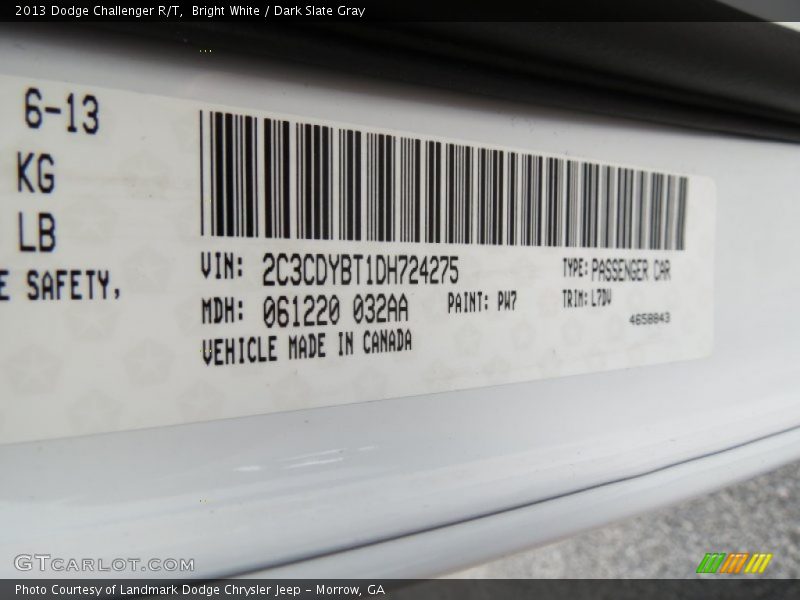 2013 Dodge Challenger R/T, Bright White / Dark Slate Gray
6-13
KG
LB
E SAFETY,
VIN: 2C3CDYBT1DH724275 TYPE: PASSENGER CAR
MDH: 061220 032AA PAINT: PW7 TRIM: L7DV
4658843
VEHICLE MADE IN CANADA
GTCARLOT.COM
Photo Courtesy of Landmark Dodge Chrysler Jeep - Morrow, GA